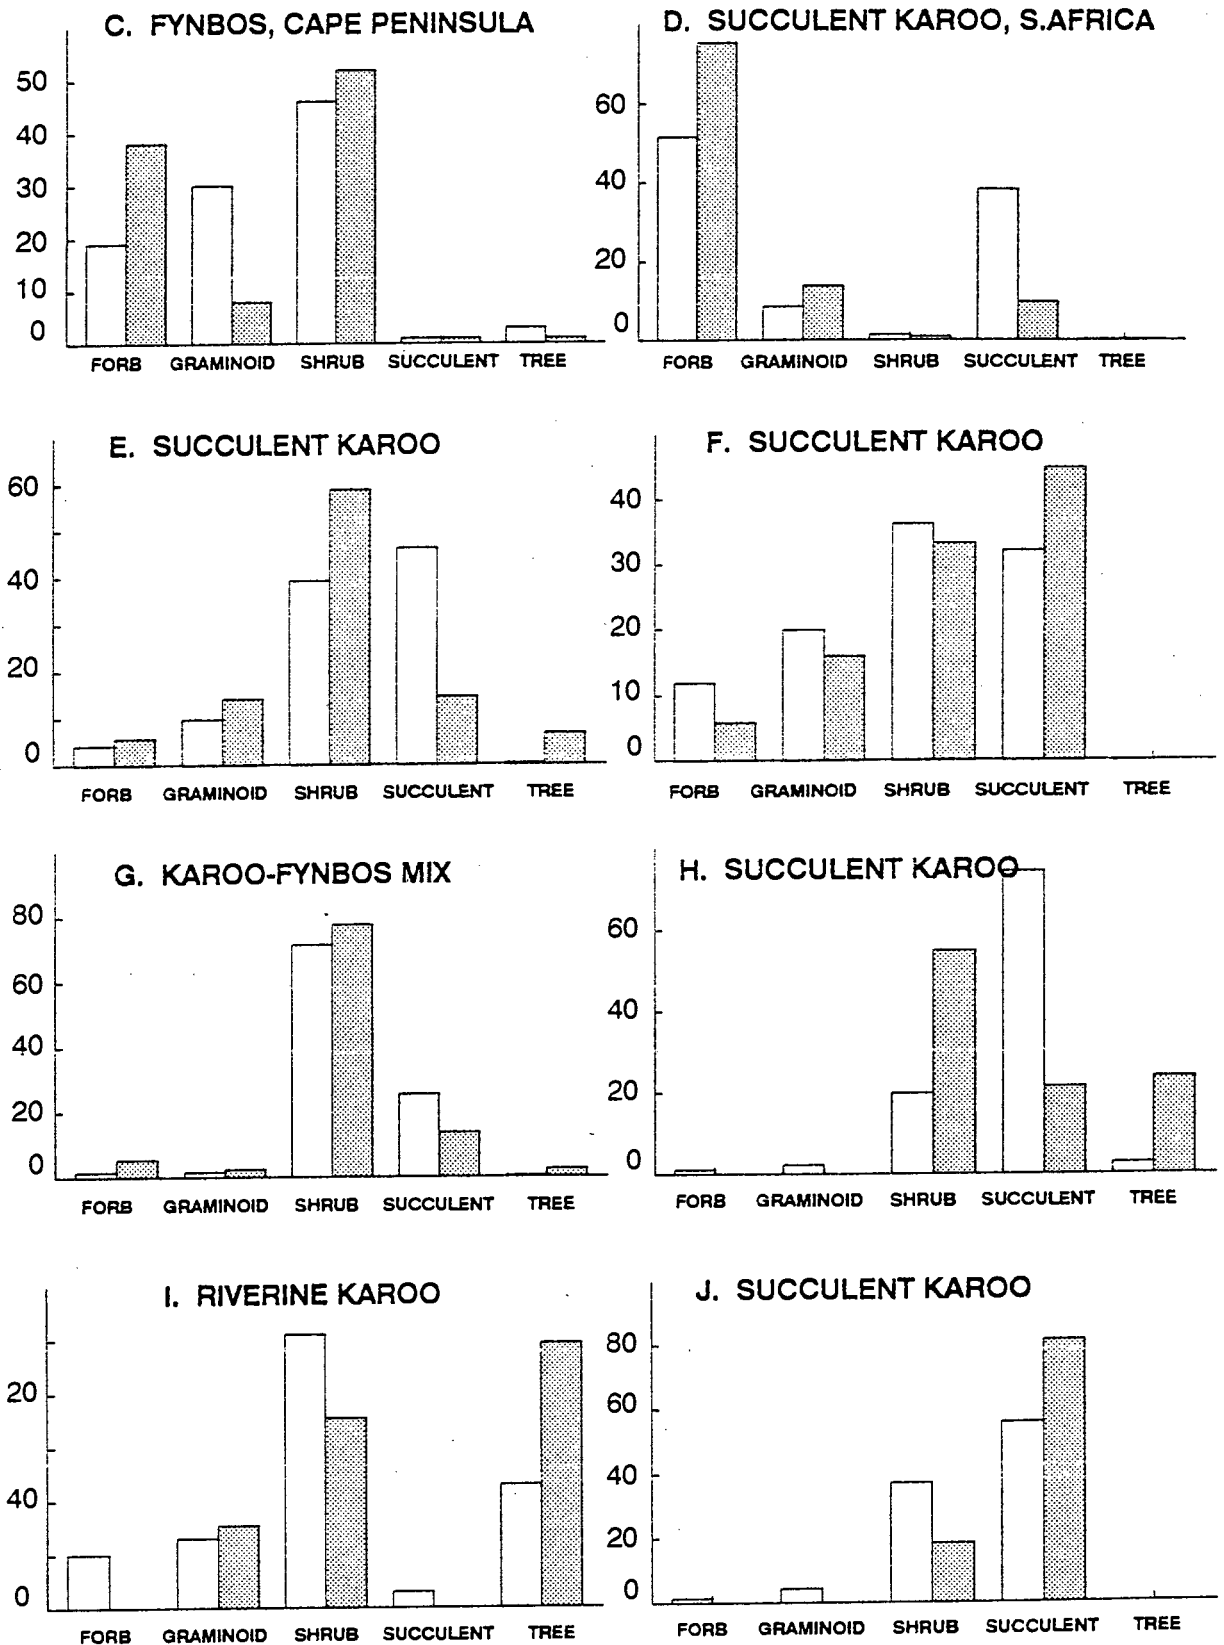 C. FYNBOS, CAPE PENINSULA
50
40
30
20
10
0
FORB GRAMINOID SHRUB SUCCULENT TREE
D. SUCCULENT KAROO, S.AFRICA
60
40
20
0
FORB GRAMINOID SHRUB SUCCULENT TREE
E. SUCCULENT KAROO
60
40
20
0
FORB GRAMINOID SHRUB SUCCULENT TREE
F. SUCCULENT KAROO
40
30
20
10
0
FORB GRAMINOID SHRUB SUCCULENT TREE
G. KAROO-FYNBOS MIX
80
60
40
20
0
FORB GRAMINOID SHRUB SUCCULENT TREE
H. SUCCULENT KAROO
60
40
20
0
FORB GRAMINOID SHRUB SUCCULENT TREE
I. RIVERINE KAROO
20
40
0
FORB GRAMINOID SHRUB SUCCULENT TREE
J. SUCCULENT KAROO
80
60
40
20
0
FORB GRAMINOID SHRUB SUCCULENT TREE